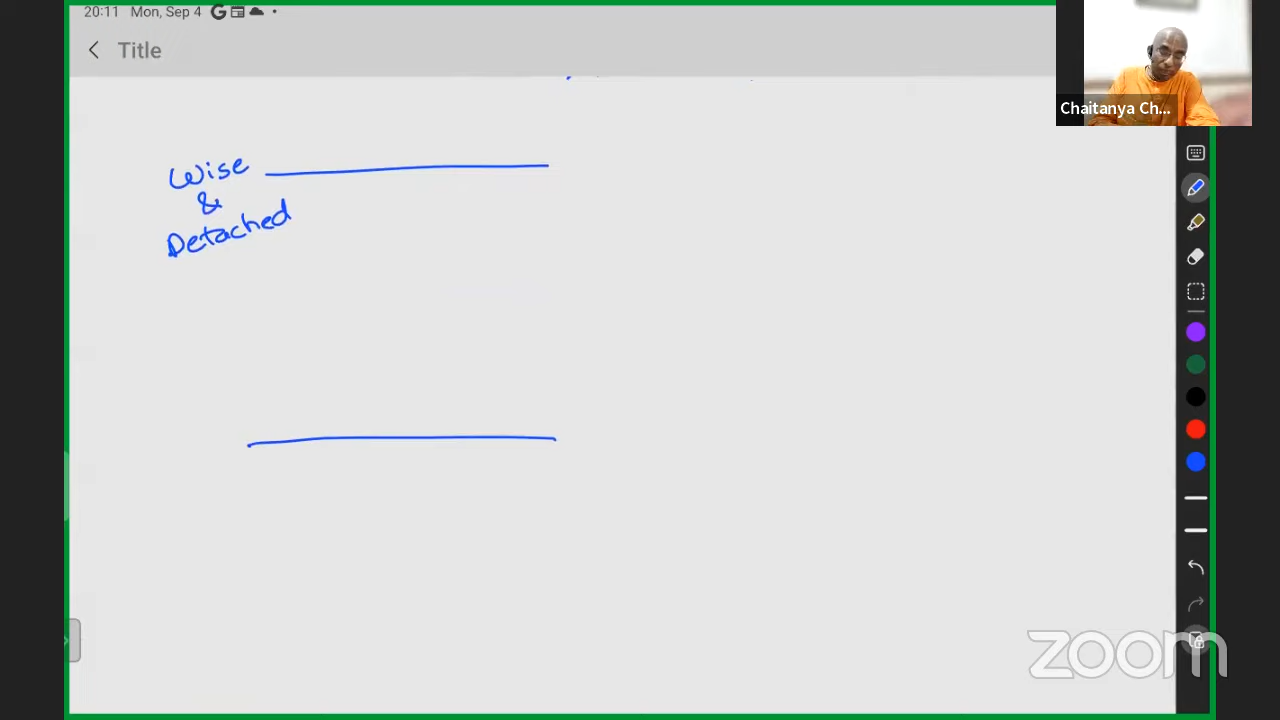 20:11 Mon, Sep 4
Title
Chaitanya Ch...
Wise
&
Detached
zoom